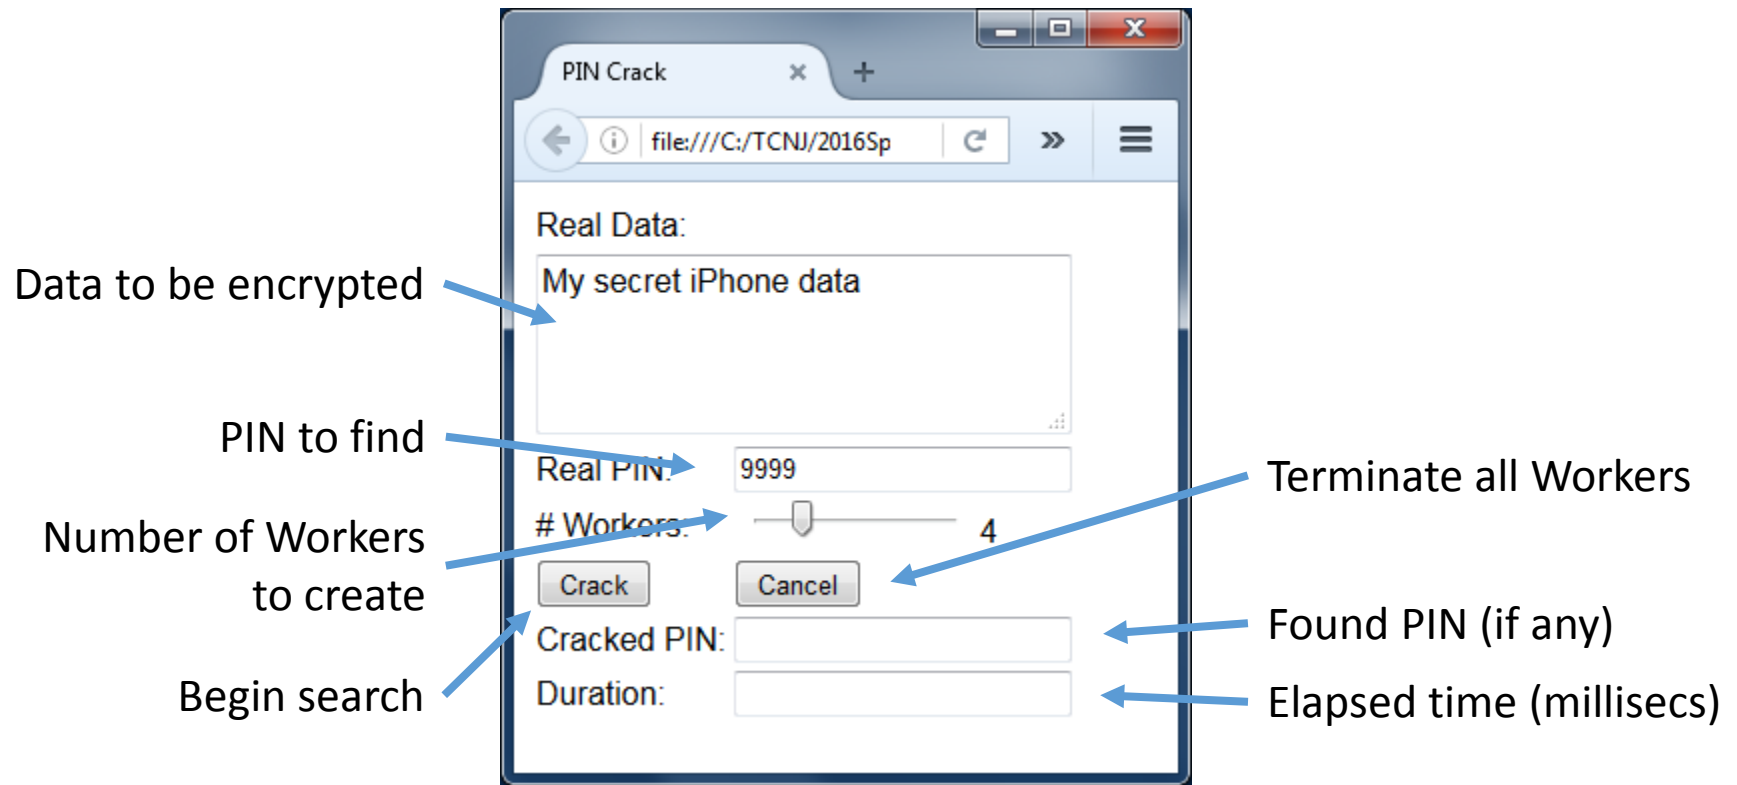 PIN Crack
file:///C:/TCNJ/2016Sp
Real Data:
My secret iPhone data
Data to be encrypted
PIN to find
Real PIN:
9999
Number of Workers
to create
# Workers:
4
Terminate all Workers
Crack
Cancel
Begin search
Cracked PIN:
Found PIN (if any)
Duration:
Elapsed time (millisecs)